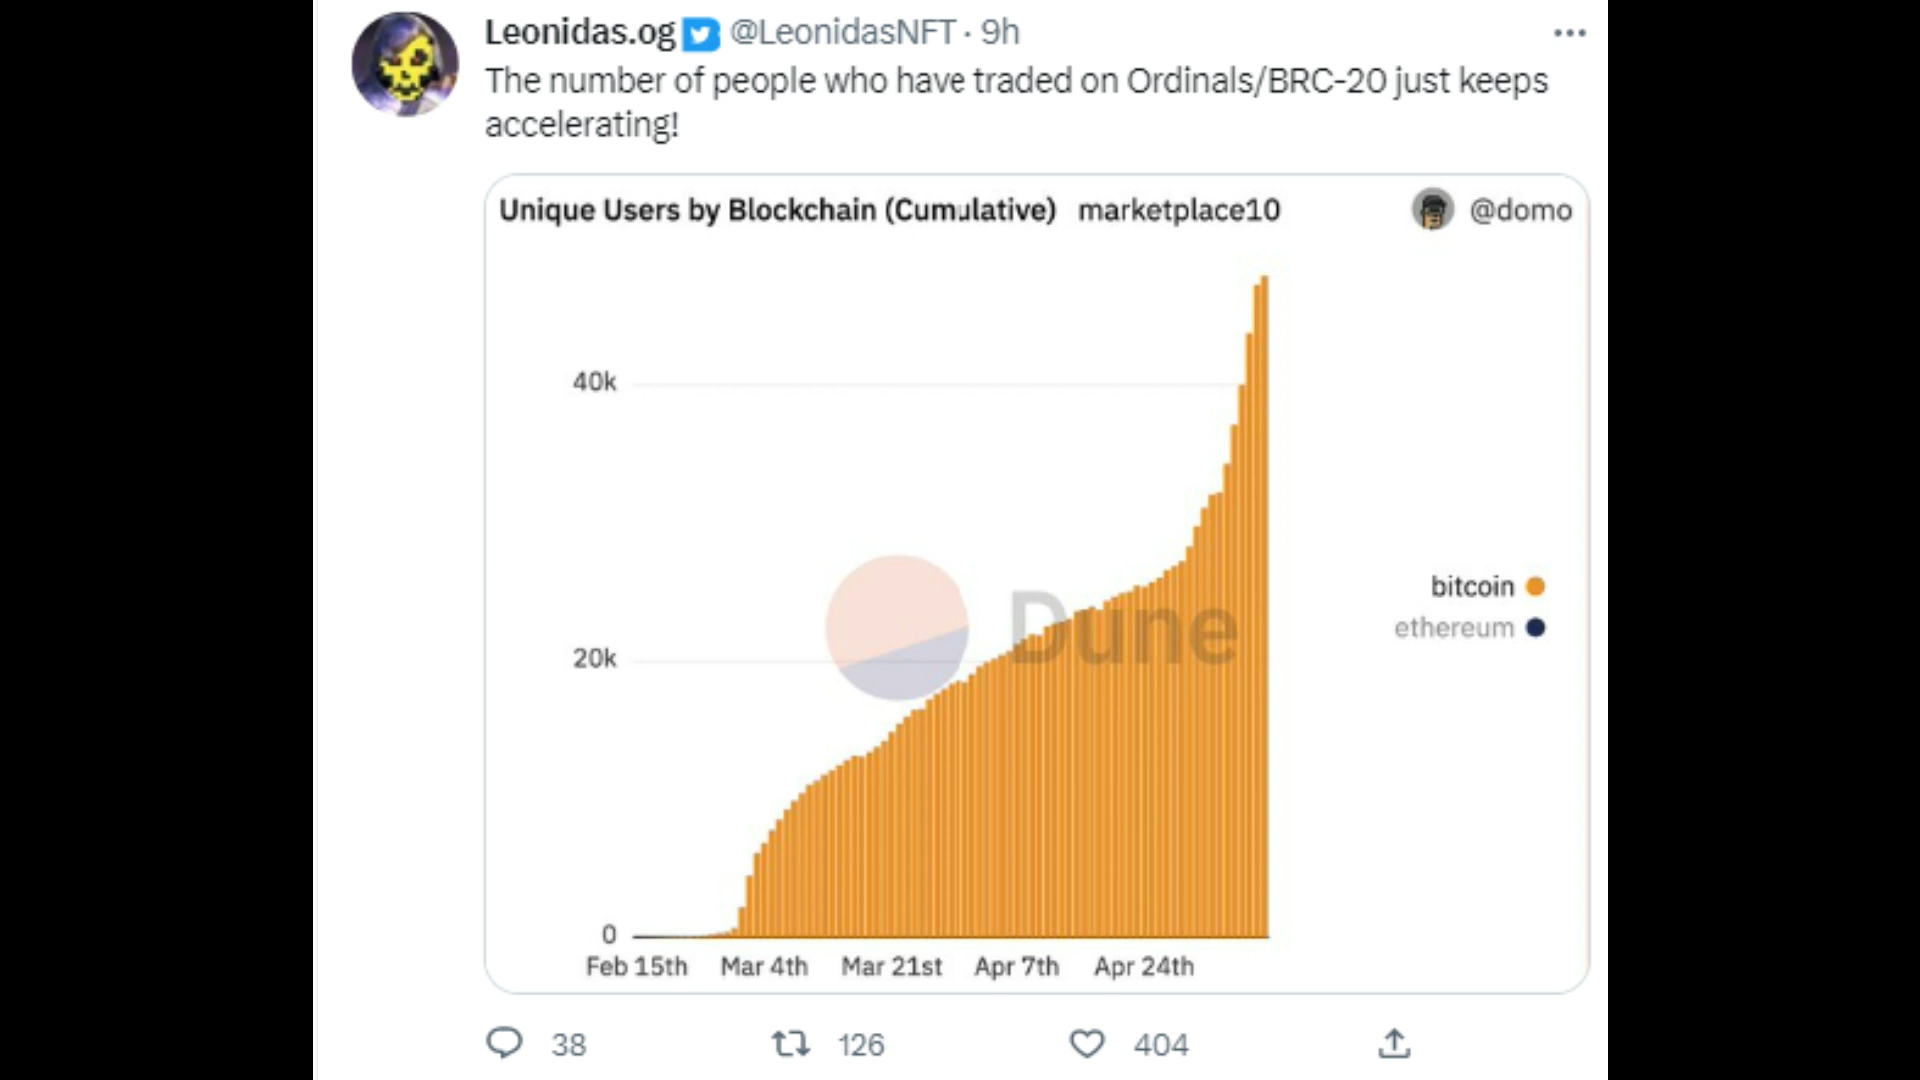 Leonidas.og @LeonidasNFT · 9h
The number of people who have traded on Ordinals/BRC-20 just keeps
accelerating!
Unique Users by Blockchain (Cumulative) marketplace10 @domo
40k
20k
0
Dune
bitcoin
ethereum
Feb 15th Mar 4th Mar 21st Apr 7th Apr 24th
38 126 404